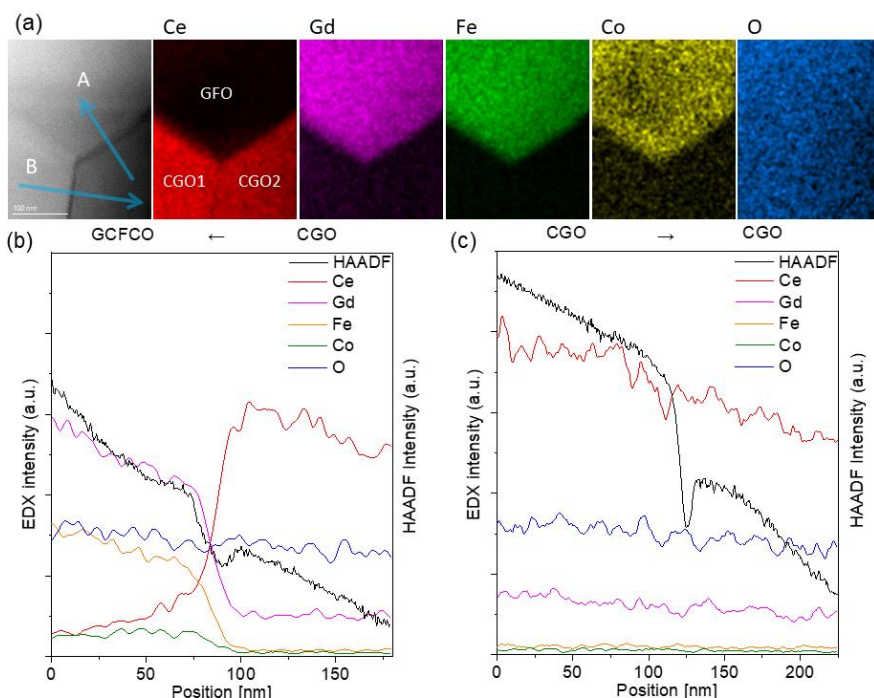 (a)
Ce Gd Fe Co O
A
B
100 nm
GFO
CGO1 CGO2
(b) GCFCO ← CGO
HAADF
Ce
Gd
Fe
Co
O
EDX intensity (a.u.)
HAADF Intensity (a.u.)
0 50 100 150
Position [nm]
(c) CGO → CGO
HAADF
Ce
Gd
Fe
Co
O
EDX intensity (a.u.)
HAADF Intensity (a.u.)
0 50 100 150 200
Position [nm]